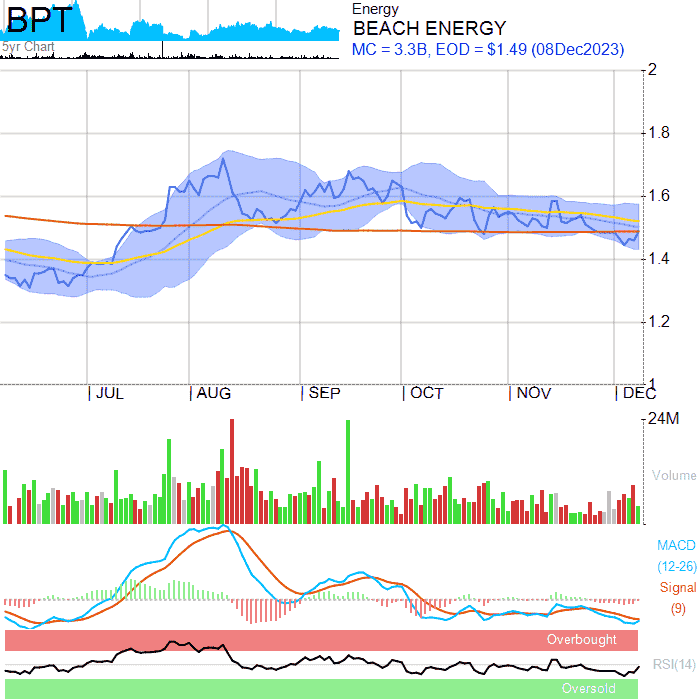 BPT
5yr Chart
Energy
BEACH ENERGY
MC = 3.3B, EOD = $1.49 (08Dec2023)
2
1.8
1.6
1.4
1.2
1
JUL AUG SEP OCT NOV DEC
24M
Volume
MACD
(12-26)
Signal
(9)
Overbought
RSI(14)
Oversold